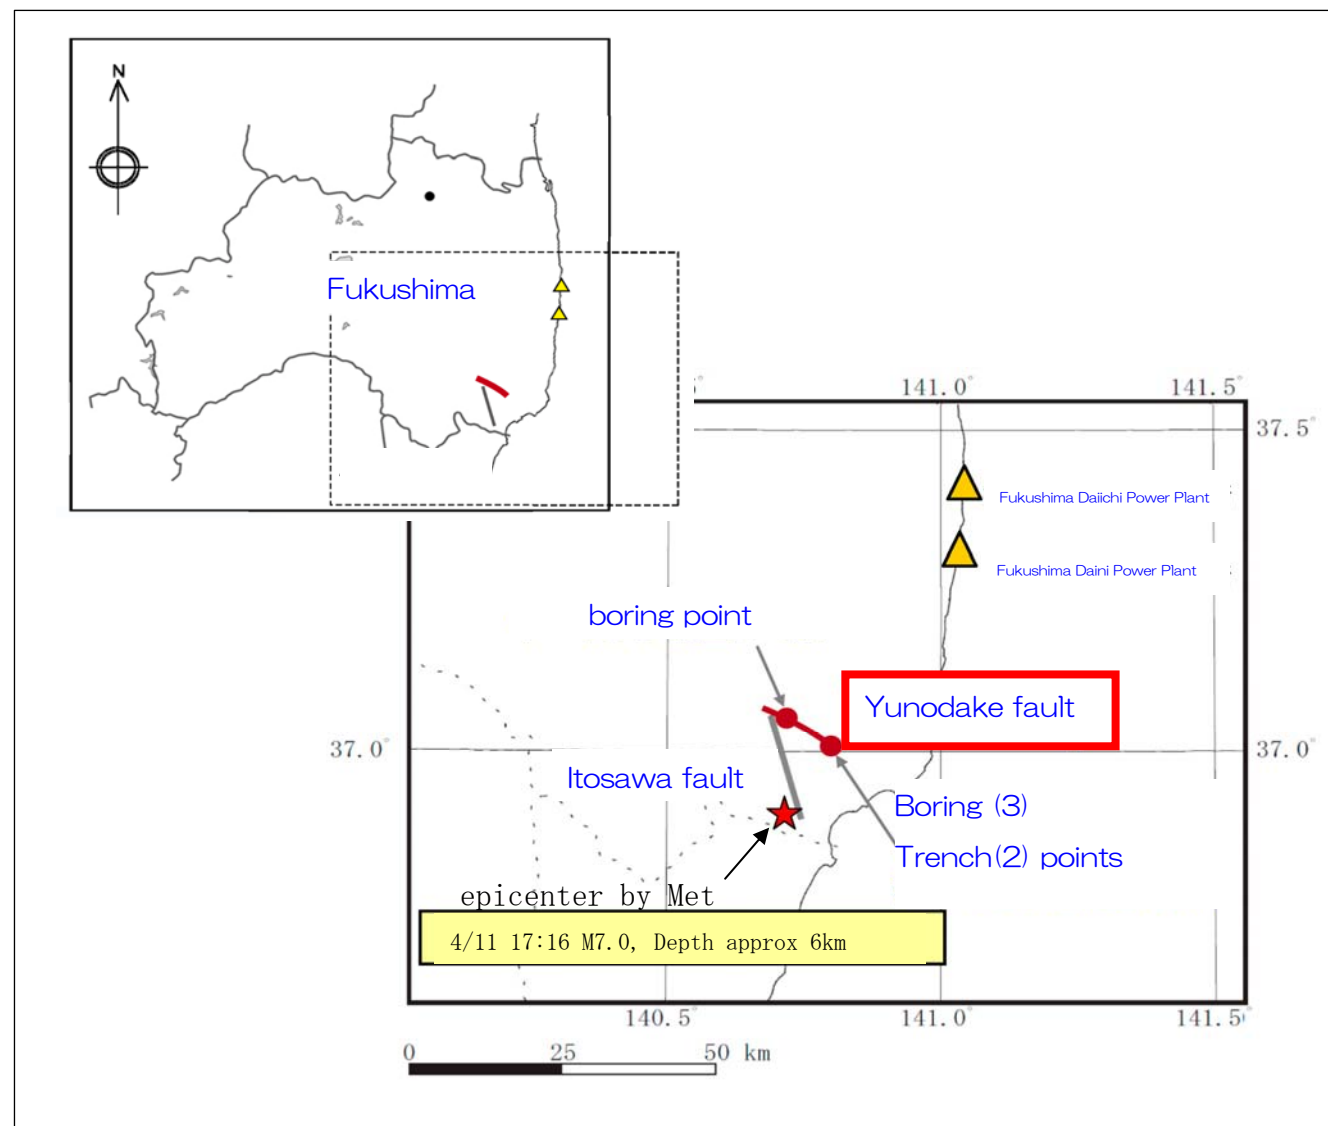 N
Fukushima
141.0°
141.5°
37.5°
Fukushima Daiichi Power Plant
Fukushima Daini Power Plant
boring point
Yunodake fault
37.0°
37.0°
Itosawa fault
Boring (3)
Trench(2) points
epicenter by Met
4/11 17:16 M7.0, Depth approx 6km
140.5°
141.0°
141.5°
0 25 50 km